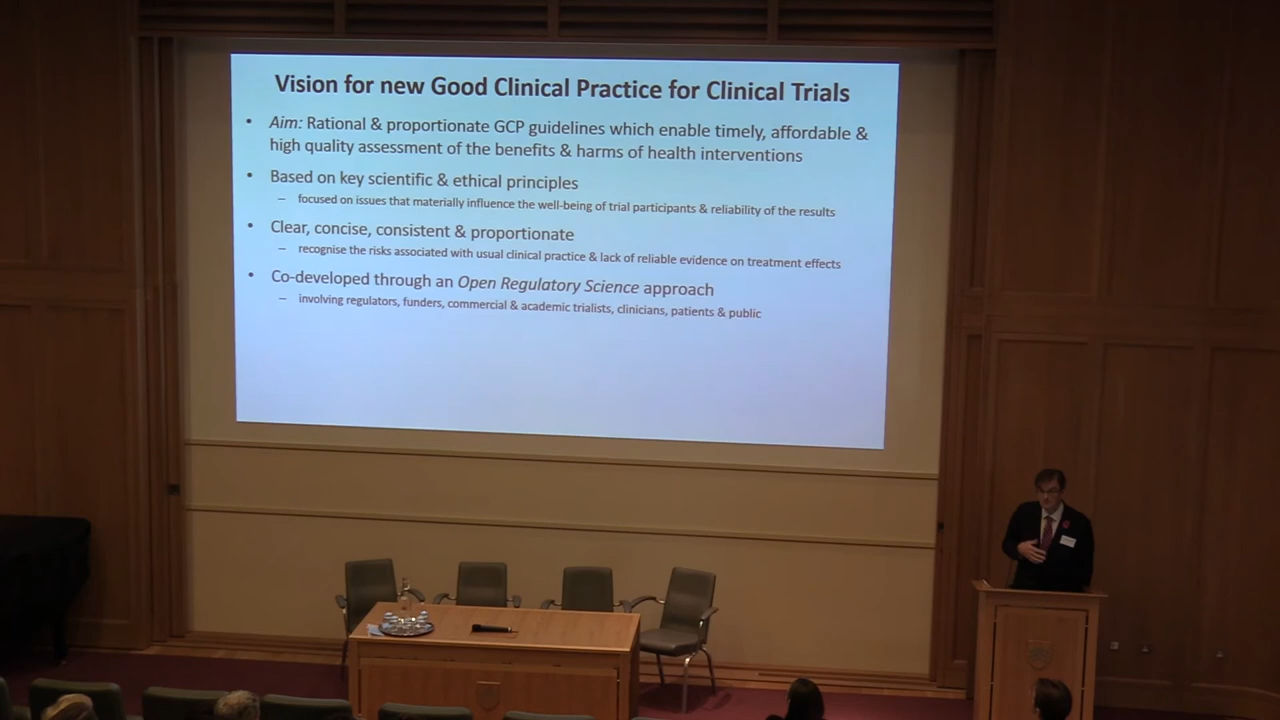 Vision for new Good Clinical Practice for Clinical Trials
• Aim: Rational & proportionate GCP guidelines which enable timely, affordable &
high quality assessment of the benefits & harms of health interventions
• Based on key scientific & ethical principles
– focused on issues that materially influence the well-being of trial participants & reliability of the results
• Clear, concise, consistent & proportionate
– recognise the risks associated with usual clinical practice & lack of reliable evidence on treatment effects
• Co-developed through an Open Regulatory Science approach
– involving regulators, funders, commercial & academic trialists, clinicians, patients & public